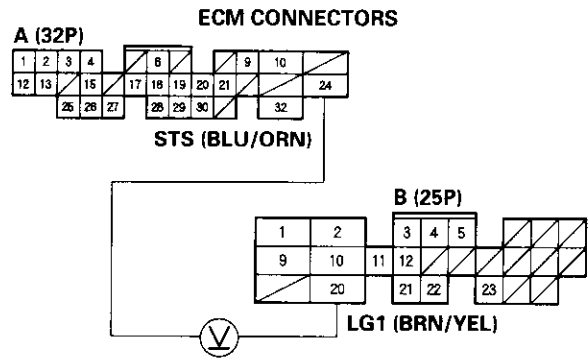 ECM CONNECTORS
A (32P)
1 2 3 4 6 9 10
12 13 15 17 18 19 20 21 24
25 26 27 28 29 30 32
STS (BLU/ORN)
B (25P)
1 2 3 4 5
9 10 11 12
20 21 22 23
LG1 (BRN/YEL)
V